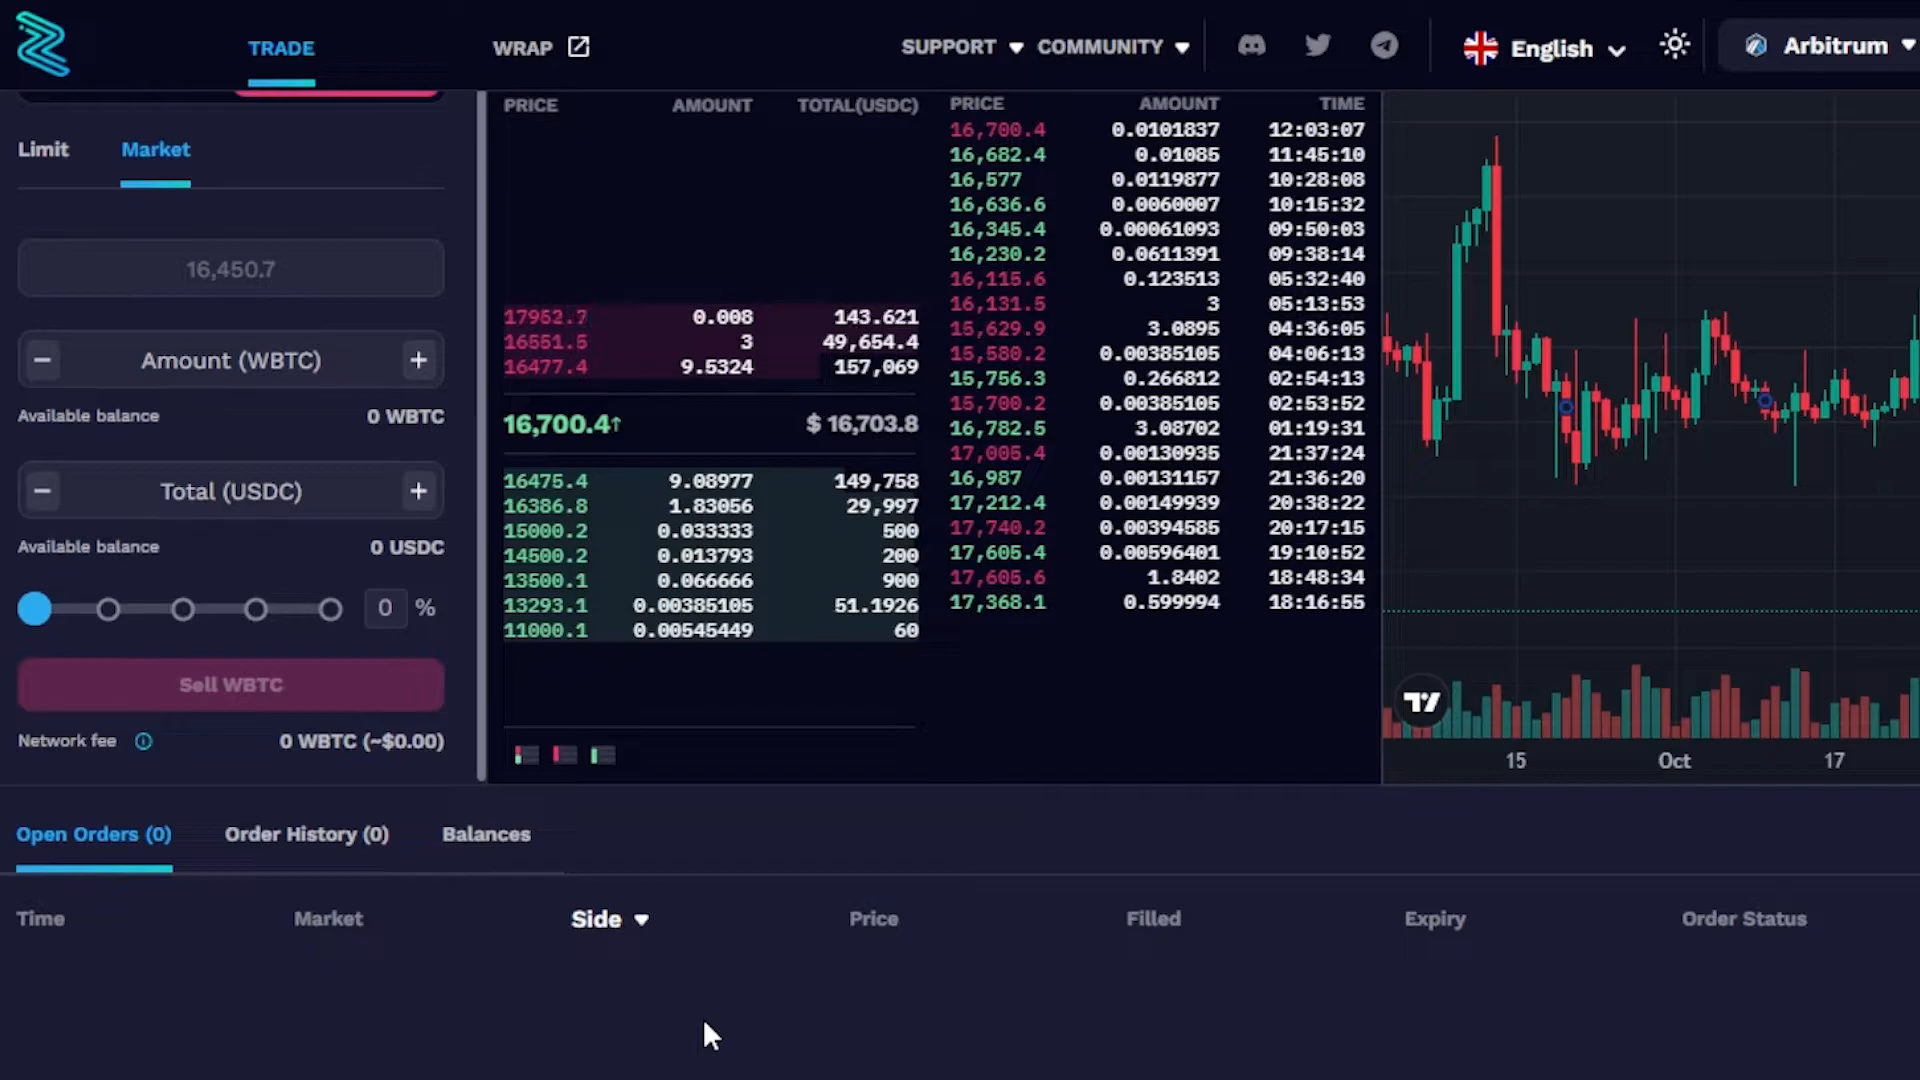 TRADE
WRAP
SUPPORT
COMMUNITY
English
Arbitrum
Limit
Market
16,450.7
− Amount (WBTC) +
Available balance 0 WBTC
− Total (USDC) +
Available balance 0 USDC
0 %
Sell WBTC
Network fee 0 WBTC (~$0.00)
PRICE AMOUNT TOTAL(USDC)
17952.7 0.008 143.621
16551.5 3 49,654.4
16477.4 9.5324 157,069
16,700.4↑ $ 16,703.8
16475.4 9.08977 149,758
16386.8 1.83056 29,997
15000.2 0.033333 500
14500.2 0.013793 200
13500.1 0.066666 900
13293.1 0.00385105 51.1926
11000.1 0.00545449 60
PRICE AMOUNT TIME
16,700.4 0.0101837 12:03:07
16,682.4 0.01085 11:45:10
16,577 0.0119877 10:28:08
16,636.6 0.0060007 10:15:32
16,345.4 0.00061093 09:50:03
16,230.2 0.0611391 09:38:14
16,115.6 0.123513 05:32:40
16,131.5 3 05:13:53
15,629.9 3.0895 04:36:05
15,580.2 0.00385105 04:06:13
15,756.3 0.266812 02:54:13
15,700.2 0.00385105 02:53:52
16,782.5 3.08702 01:19:31
17,005.4 0.00130935 21:37:24
16,987 0.00131157 21:36:20
17,212.4 0.00149939 20:38:22
17,740.2 0.00394585 20:17:15
17,605.4 0.00596401 19:10:52
17,605.6 1.8402 18:48:34
17,368.1 0.599994 18:16:55
15 Oct 17
Open Orders (0) Order History (0) Balances
Time Market Side Price Filled Expiry Order Status